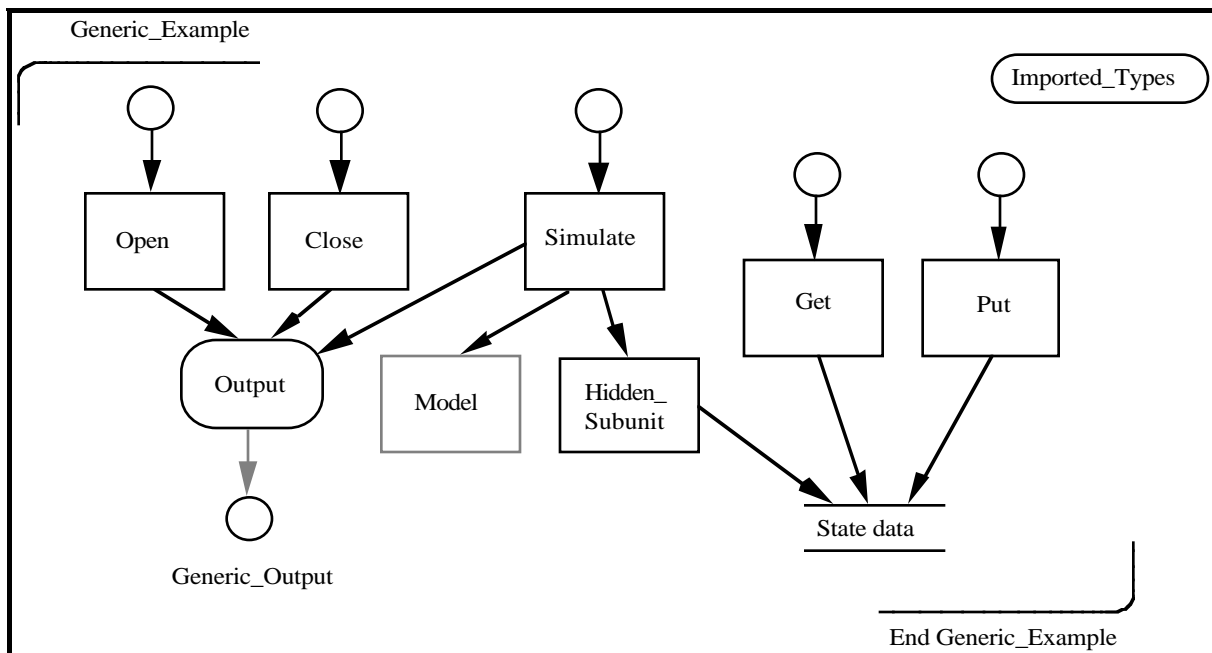 Generic_Example
Imported_Types
Open
Close
Simulate
Get
Put
Output
Model
Hidden_
Subunit
State data
Generic_Output
End Generic_Example